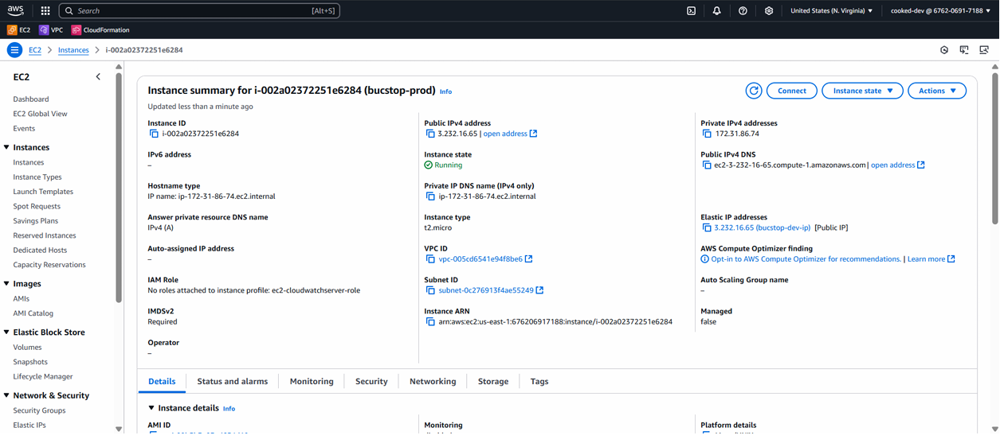 aws
Search [Alt+S]
United States (N. Virginia)
cooked-dev @ 6762-0691-7188
EC2 VPC CloudFormation
EC2 Instances i-002a02372251e6284
EC2
Dashboard
EC2 Global View
Events
Instances
Instances
Instance Types
Launch Templates
Spot Requests
Savings Plans
Reserved Instances
Dedicated Hosts
Capacity Reservations
Images
AMIs
AMI Catalog
Elastic Block Store
Volumes
Snapshots
Lifecycle Manager
Network & Security
Security Groups
Elastic IPs
Instance summary for i-002a02372251e6284 (bucstop-prod) Info
Updated less than a minute ago
Connect
Instance state
Actions
Instance ID
i-002a02372251e6284
IPv6 address
–
Hostname type
IP name: ip-172-31-86-74.ec2.internal
Answer private resource DNS name
IPv4 (A)
Auto-assigned IP address
–
IAM Role
No roles attached to instance profile: ec2-cloudwatchserver-role
IMDSv2
Required
Operator
–
Public IPv4 address
3.232.16.65 | open address
Instance state
Running
Private IP DNS name (IPv4 only)
ip-172-31-86-74.ec2.internal
Instance type
t2.micro
VPC ID
vpc-005cd6541e94f8be6
Subnet ID
subnet-0c276913f4ae55249
Instance ARN
arn:aws:ec2:us-east-1:676206917188:instance/i-002a02372251e6284
Private IPv4 addresses
172.31.86.74
Public IPv4 DNS
ec2-3-232-16-65.compute-1.amazonaws.com | open address
Elastic IP addresses
3.232.16.65 (bucstop-dev-ip) [Public IP]
AWS Compute Optimizer finding
Opt-in to AWS Compute Optimizer for recommendations. | Learn more
Auto Scaling Group name
–
Managed
false
Details Status and alarms Monitoring Security Networking Storage Tags
Instance details Info
AMI ID
Monitoring
Platform details